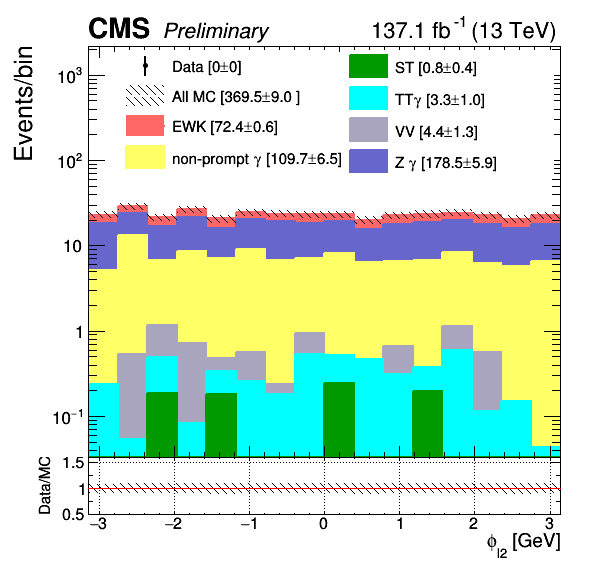 CMS Preliminary 137.1 fb⁻¹ (13 TeV)
Events/bin
Data [0±0]
All MC [369.5±9.0 ]
EWK [72.4±0.6]
non-prompt γ [109.7±6.5]
ST [0.8±0.4]
TTγ [3.3±1.0]
VV [4.4±1.3]
Z γ [178.5±5.9]
10³
10²
10
1
10⁻¹
Data/MC
1.5
1
0.5
−3 −2 −1 0 1 2 3
ϕ_l2 [GeV]